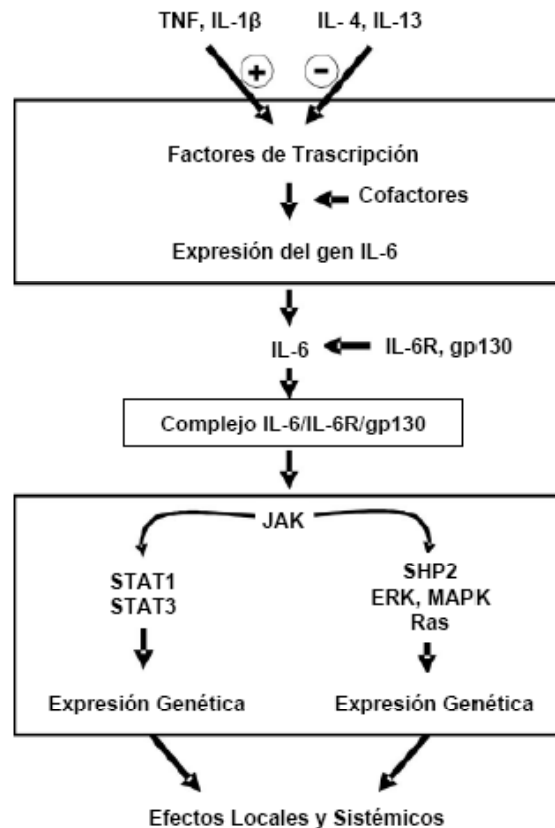 TNF, IL-1β IL- 4, IL-13
+ −
Factores de Trascripción
Cofactores
Expresión del gen IL-6
IL-6 IL-6R, gp130
Complejo IL-6/IL-6R/gp130
JAK
STAT1
STAT3
SHP2
ERK, MAPK
Ras
Expresión Genética Expresión Genética
Efectos Locales y Sistémicos